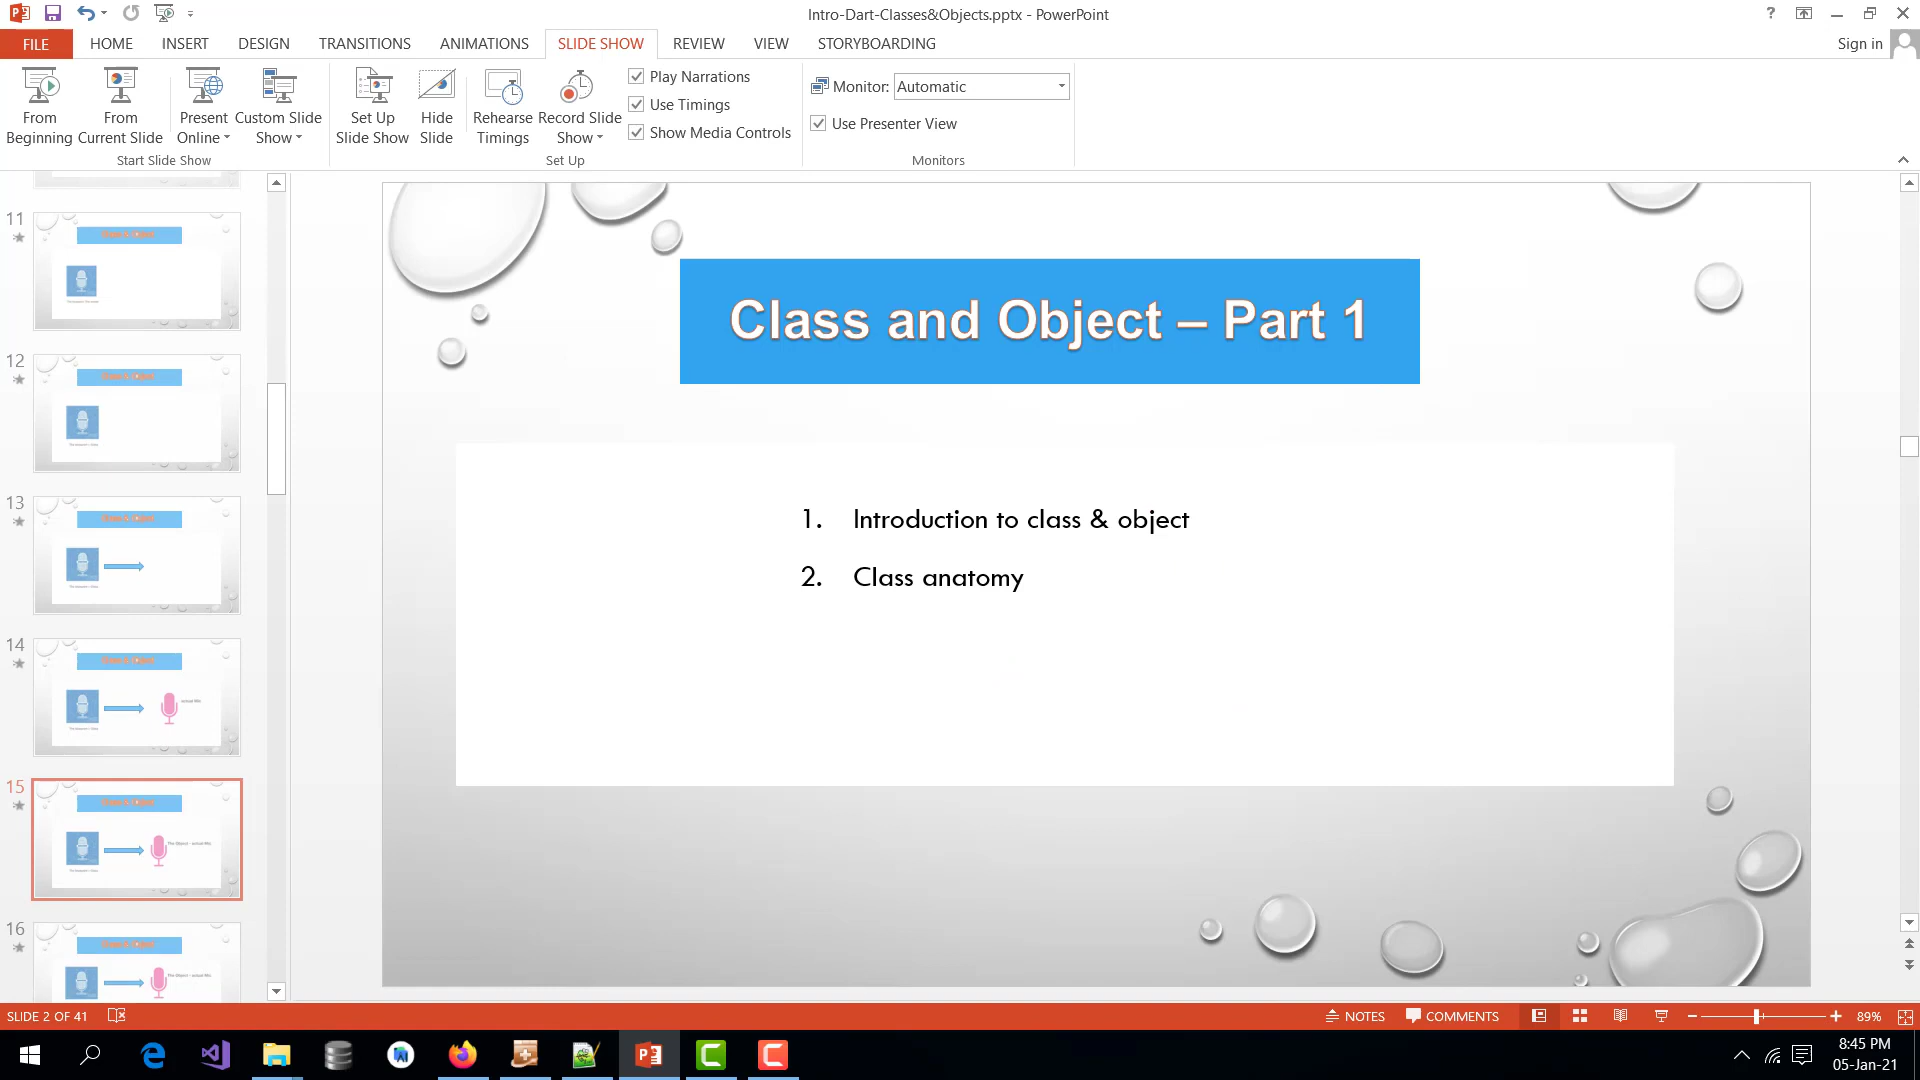 Intro-Dart-Classes&Objects.pptx - PowerPoint
?
FILE
HOME
INSERT
DESIGN
TRANSITIONS
ANIMATIONS
SLIDE SHOW
REVIEW
VIEW
STORYBOARDING
Sign in
From Beginning
From Current Slide
Present Online
Custom Slide Show
Start Slide Show
Set Up Slide Show
Hide Slide
Rehearse Timings
Record Slide Show
Play Narrations
Use Timings
Show Media Controls
Set Up
Monitor: Automatic
Use Presenter View
Monitors
11
12
13
14
15
16
Class and Object – Part 1
1. Introduction to class & object
2. Class anatomy
SLIDE 2 OF 41
NOTES
COMMENTS
89%
8:45 PM
05-Jan-21